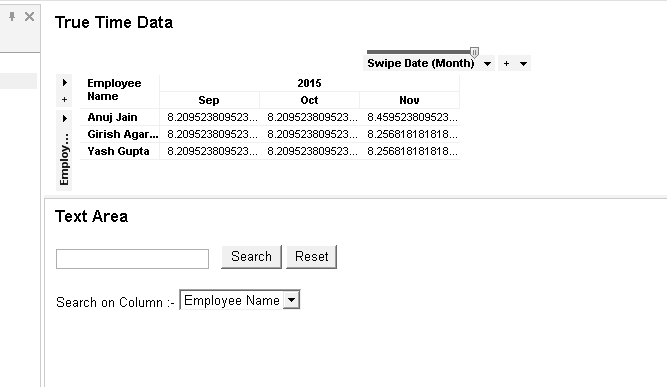 True Time Data
Swipe Date (Month) +
Employee Name 2015
+
Sep Oct Nov
Anuj Jain 8.209523809523... 8.209523809523... 8.459523809523...
Girish Agar... 8.209523809523... 8.209523809523... 8.256818181818...
Yash Gupta 8.209523809523... 8.209523809523... 8.256818181818...
Employ...
Text Area
Search Reset
Search on Column :- Employee Name